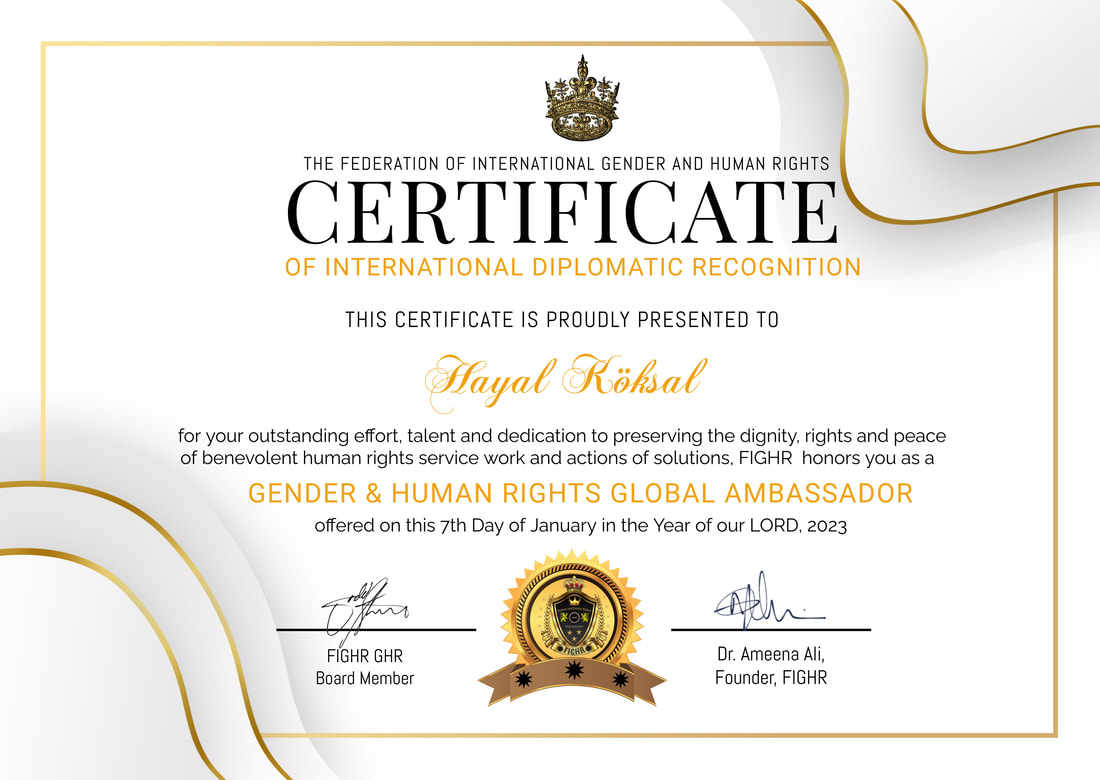 THE FEDERATION OF INTERNATIONAL GENDER AND HUMAN RIGHTS
CERTIFICATE
OF INTERNATIONAL DIPLOMATIC RECOGNITION
THIS CERTIFICATE IS PROUDLY PRESENTED TO
Hayal Köksal
for your outstanding effort, talent and dedication to preserving the dignity, rights and peace
of benevolent human rights service work and actions of solutions, FIGHR honors you as a
GENDER & HUMAN RIGHTS GLOBAL AMBASSADOR
offered on this 7th Day of January in the Year of our LORD, 2023
FIGHR
FIGHR GHR
Board Member
Dr. Ameena Ali,
Founder, FIGHR